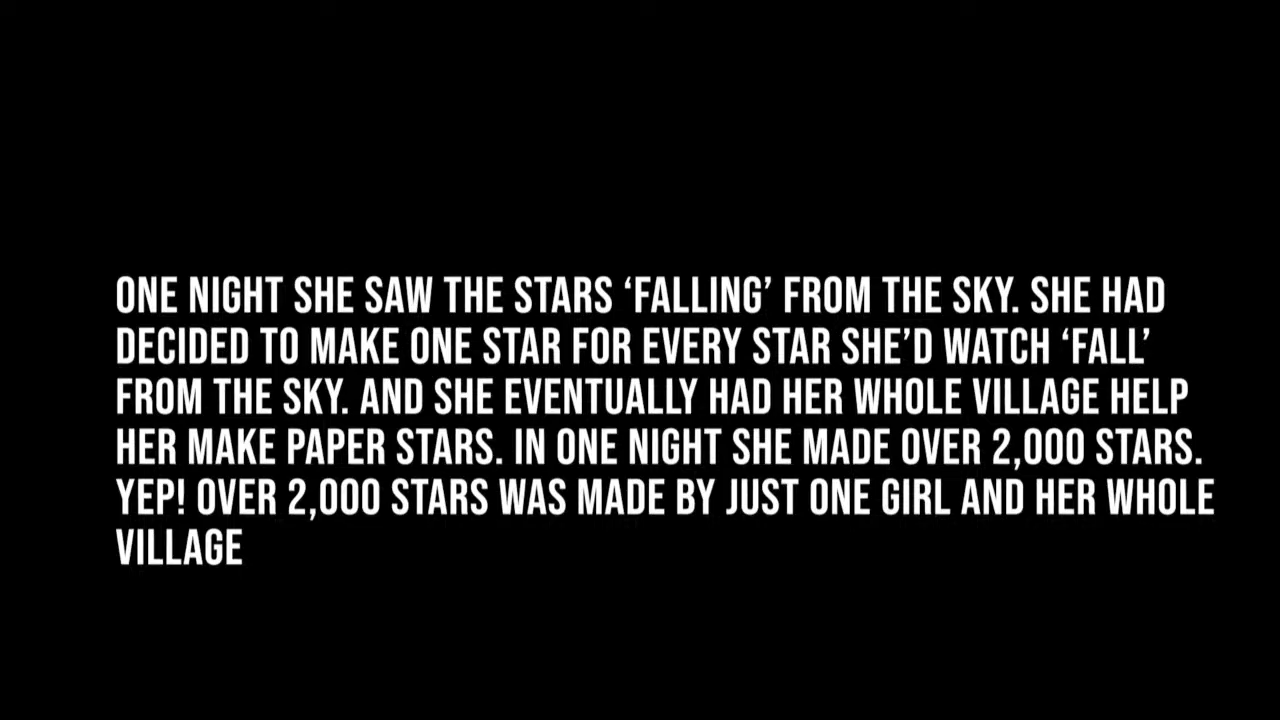 ONE NIGHT SHE SAW THE STARS ‘FALLING’ FROM THE SKY. SHE HAD
DECIDED TO MAKE ONE STAR FOR EVERY STAR SHE’D WATCH ‘FALL’
FROM THE SKY. AND SHE EVENTUALLY HAD HER WHOLE VILLAGE HELP
HER MAKE PAPER STARS. IN ONE NIGHT SHE MADE OVER 2,000 STARS.
YEP! OVER 2,000 STARS WAS MADE BY JUST ONE GIRL AND HER WHOLE
VILLAGE